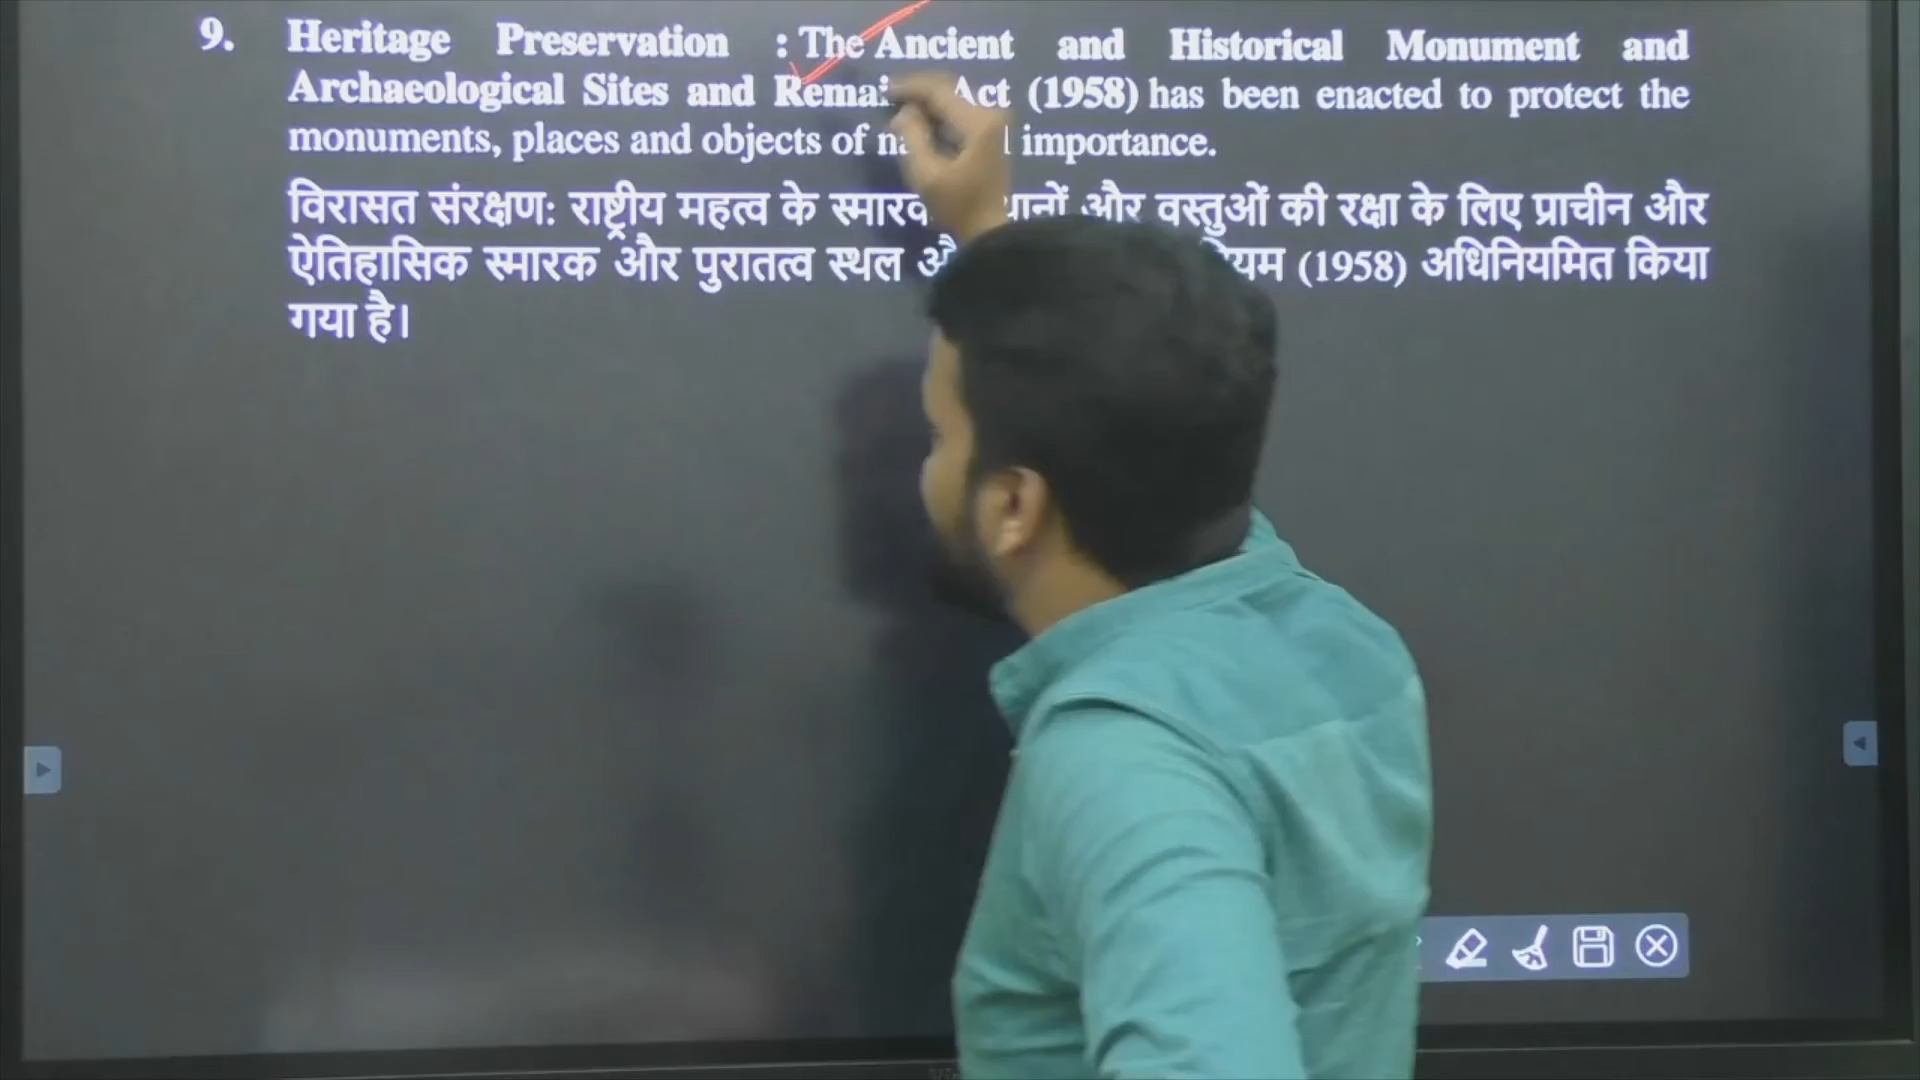 9. Heritage Preservation : The Ancient and Historical Monument and
Archaeological Sites and Act (1958) has been enacted to protect the
monuments, places and objects of importance.
विरासत संरक्षण: राष्ट्रीय महत्व के और वस्तुओं की रक्षा के लिए प्राचीन और
ऐतिहासिक स्मारक और पुरातत्व स्थल (1958) अधिनियमित किया
गया है।